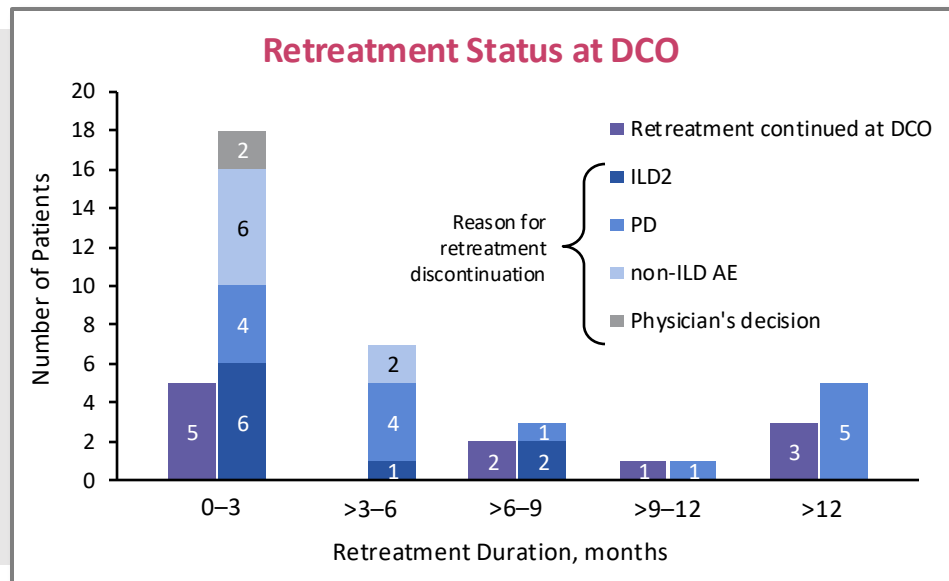 Retreatment Status at DCO
20
18
16
14
12
10
8
6
4
2
0
Number of Patients
5
6
4
6
2
1
4
2
2
2
1
1
1
3
5
Retreatment continued at DCO
Reason for
retreatment
discontinuation
ILD2
PD
non-ILD AE
Physician's decision
0–3
>3–6
>6–9
>9–12
>12
Retreatment Duration, months